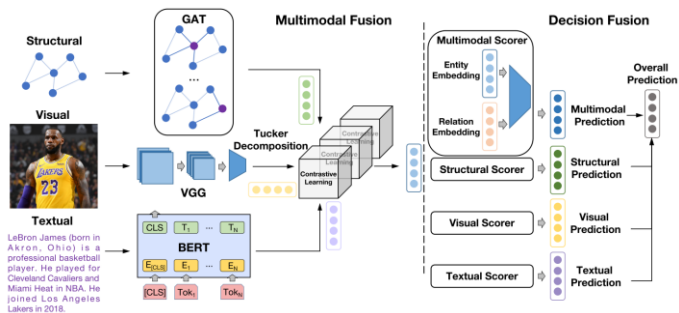 GAT
Multimodal Fusion
Decision Fusion
Structural
...
Multimodal Scorer
Entity
Embedding
Relation
Embedding
Overall
Prediction
Multimodal
Prediction
Visual
LAKERS
23
VGG
Tucker
Decomposition
Contrastive
Learning
Contrastive
Learning
Contrastive
Learning
Structural Scorer
Structural
Prediction
Textual
LeBron James (born in
Akron, Ohio) is a
professional basketball
player. He played for
Cleveland Cavaliers and
Miami Heat in NBA. He
joined Los Angeles
Lakers in 2018.
CLS T1 ... TN
BERT
E[CLS] E1 ... EN
[CLS] Tok1 TokN
Visual Scorer
Visual
Prediction
Textual Scorer
Textual
Prediction